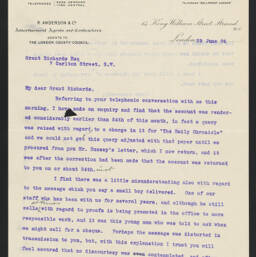 R. ANDERSON & Co
Advertisement Agents and Contractors
AGENTS TO
THE LONDON COUNTY COUNCIL
14 King William Street Strand
London 29 June
Grant Richards Esq
7 Carlton Street, S.W.
My dear Grant Richards,
Referring to your telephonic conversation with me this
morning. I have made an enquiry and find that the account was render-
ed considerably earlier than 24th of this month, in fact a query
was raised with regard to a charge in it for "The Daily Chronicle"
and we could not get this query adjusted with that paper until we
procured from you Mr. letter, which I now return, and it
was after the correction had been made that the account was returned
to you on or about 24th
I find there was a little misunderstanding also with regard
to the message which you say a small boy delivered. One of our
staff who has been with us for several years, and although he still
with regard to proofs is being promoted in the office to more
responsible work, and it was this young man who was told to ask when
we might call for a cheque. Perhaps the message was distorted in
transmission to you, but, with this explanation I trust you will
feel assured that no discourtesy was even contemplated, and